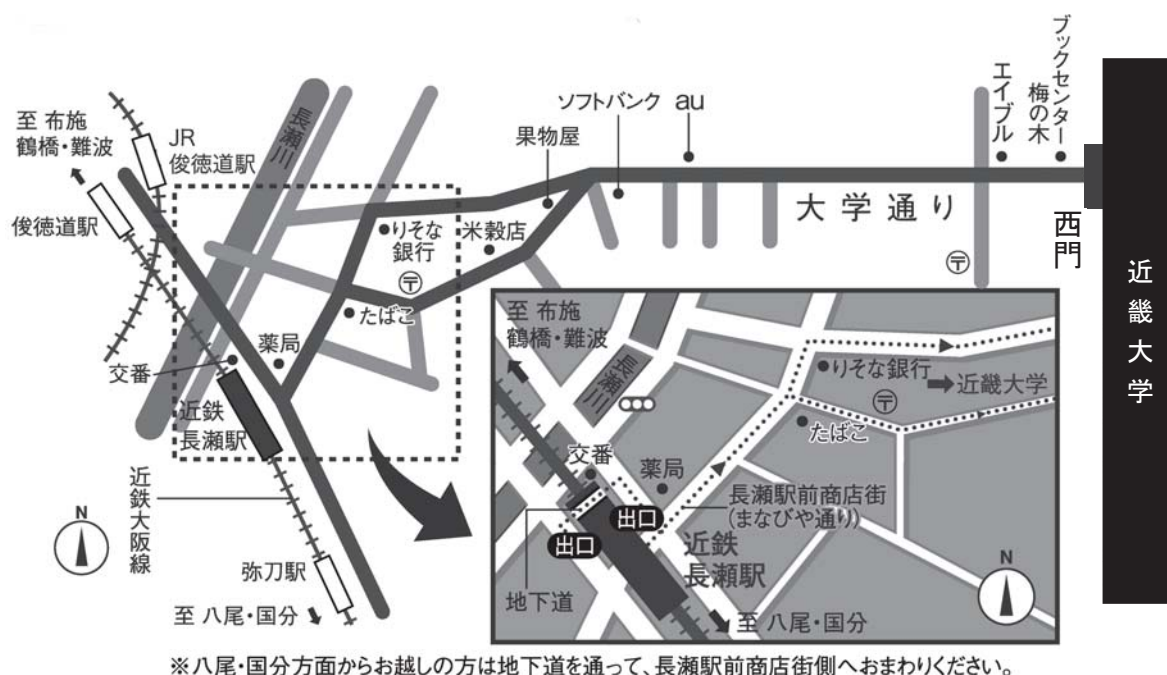 至 布施
鶴橋・難波
JR
俊徳道駅
俊徳道駅
長瀬川
果物屋
ソフトバンク
au
エイブル
梅の木
ブックセンター
近畿大学
西門
大学通り
〒
りそな
銀行
米穀店
〒
たばこ
薬局
交番
近鉄
長瀬駅
近鉄大阪線
N
弥刀駅
至 八尾・国分
至 布施
鶴橋・難波
長瀬川
りそな銀行
近畿大学
〒
たばこ
交番
薬局
長瀬駅前商店街
(まなびや通り)
出口
出口
近鉄
長瀬駅
地下道
至 八尾・国分
N
※八尾・国分方面からお越しの方は地下道を通って、長瀬駅前商店街側へおまわりください。